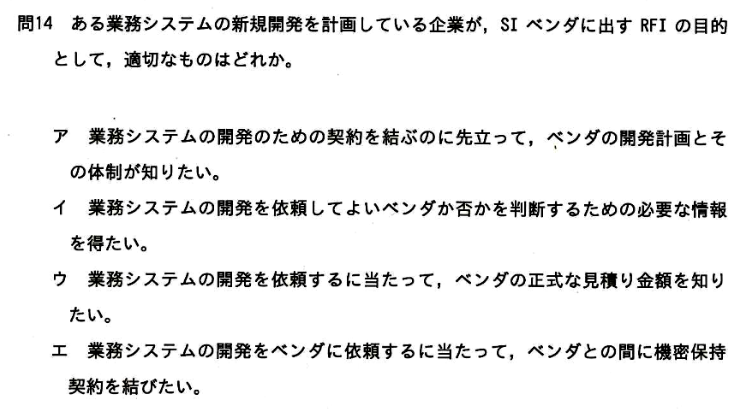 問14 ある業務システムの新規開発を計画している企業が，SI ベンダに出す RFI の目的
として，適切なものはどれか。
ア 業務システムの開発のための契約を結ぶのに先立って，ベンダの開発計画とそ
の体制が知りたい。
イ 業務システムの開発を依頼してよいベンダか否かを判断するための必要な情報
を得たい。
ウ 業務システムの開発を依頼するに当たって，ベンダの正式な見積り金額を知り
たい。
エ 業務システムの開発をベンダに依頼するに当たって，ベンダとの間に機密保持
契約を結びたい。